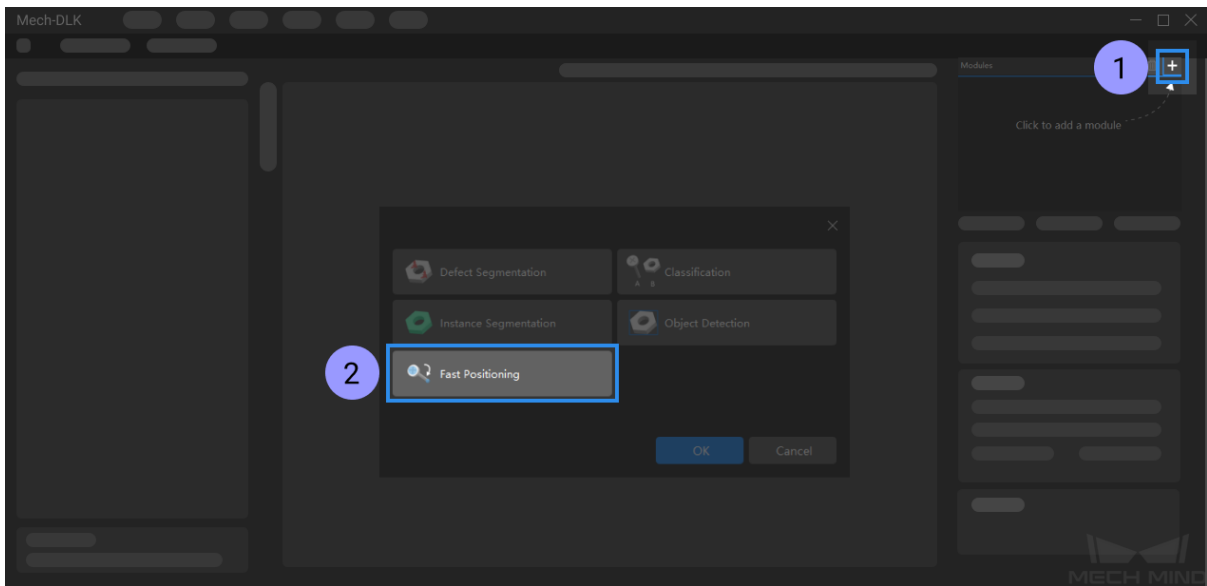 Mech-DLK
Modules
1
+
Click to add a module
Defect Segmentation
Classification
A B
Instance Segmentation
Object Detection
2
Fast Positioning
OK
Cancel
MECH MIND